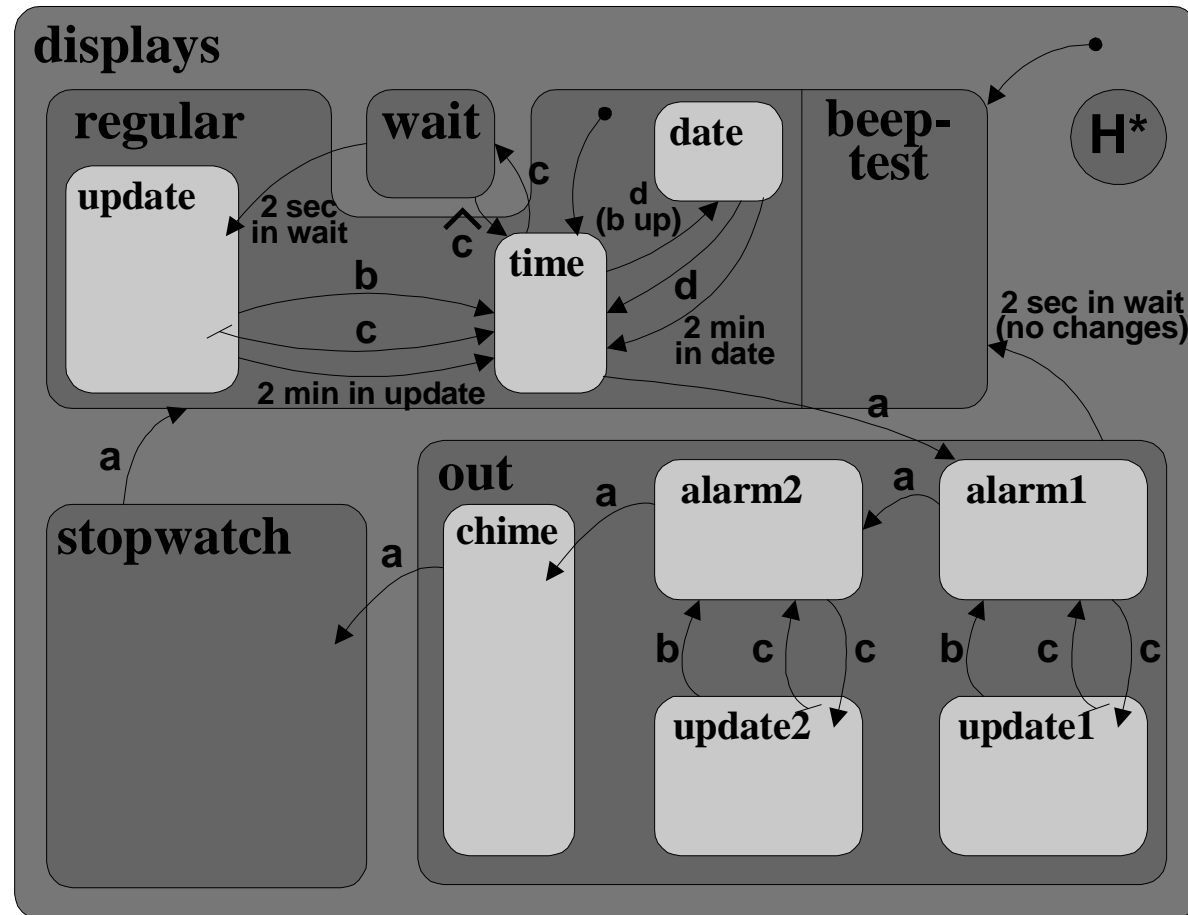 displays
regular
wait
date
beep-
test
H*
update
2 sec
in wait
c
^
c
d
(b up)
time
b
c
d
2 min
in date
2 min in update
2 sec in wait
(no changes)
a
a
out
alarm2
alarm1
a
a
stopwatch
chime
a
b
c
c
b
c
c
update2
update1